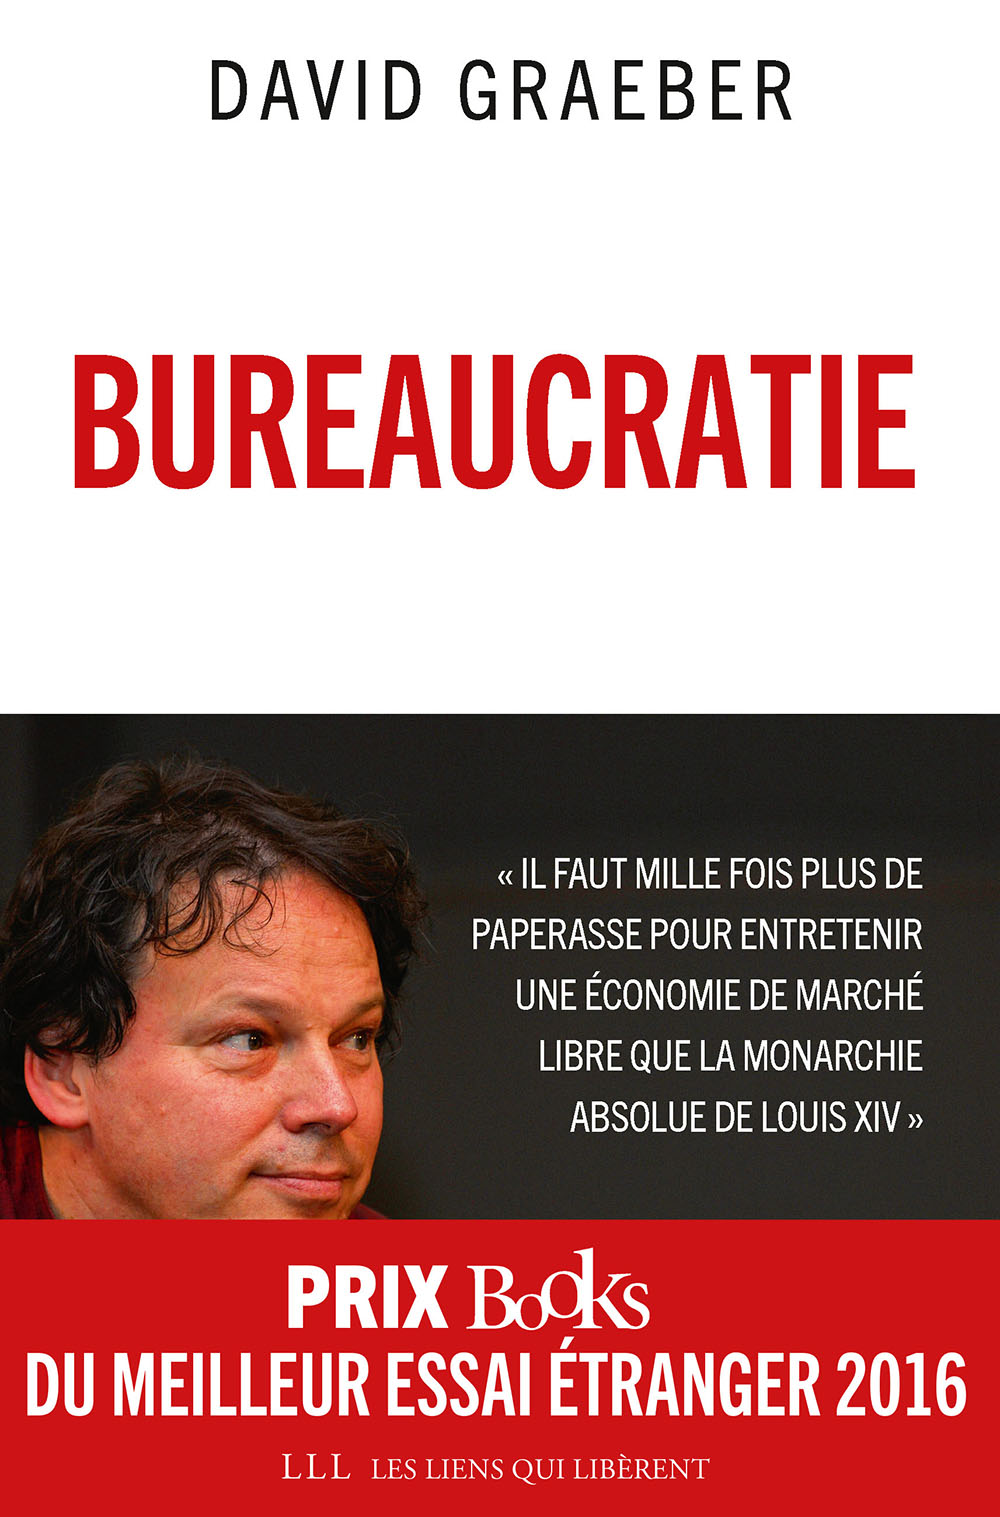 DAVID GRAEBER
BUREAUCRATIE
« IL FAUT MILLE FOIS PLUS DE
PAPERASSE POUR ENTRETENIR
UNE ÉCONOMIE DE MARCHÉ
LIBRE QUE LA MONARCHIE
ABSOLUE DE LOUIS XIV »
PRIX Books
DU MEILLEUR ESSAI ÉTRANGER 2016
LLL LES LIENS QUI LIBÈRENT